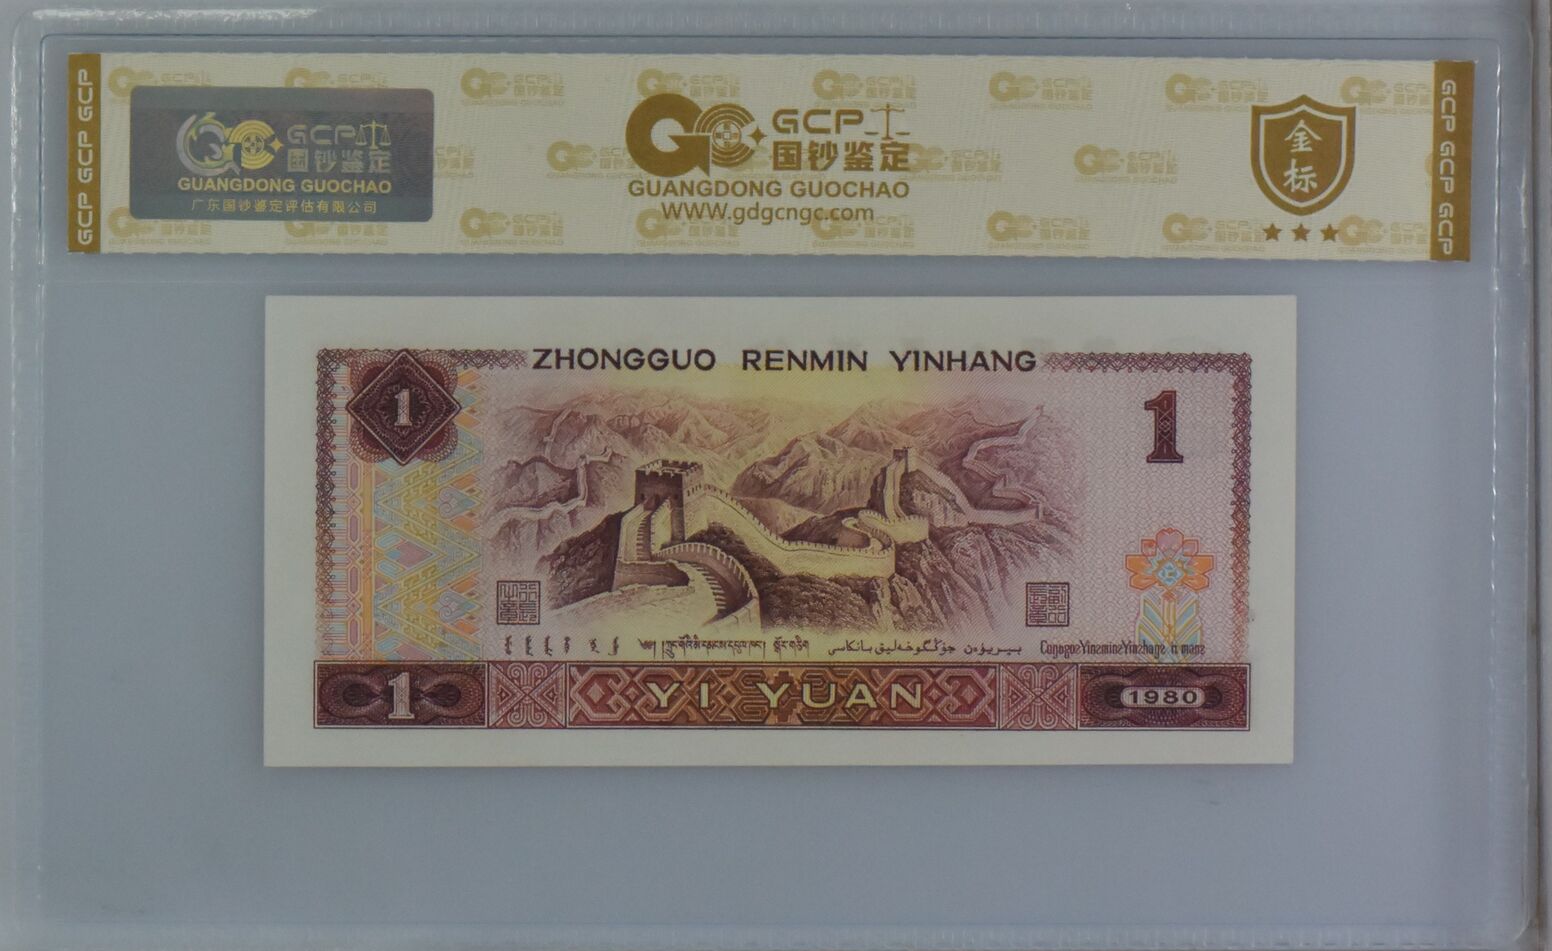 GCP GCP GCP
GCP 国钞鉴定
GUANGDONG GUOCHAO
广东国钞鉴定评估有限公司
GCP
国钞鉴定
GUANGDONG GUOCHAO
WWW.gdgcngc.com
金标
GCP GCP GCP
ZHONGGUO RENMIN YINHANG
1
1
1 YI YUAN 1980